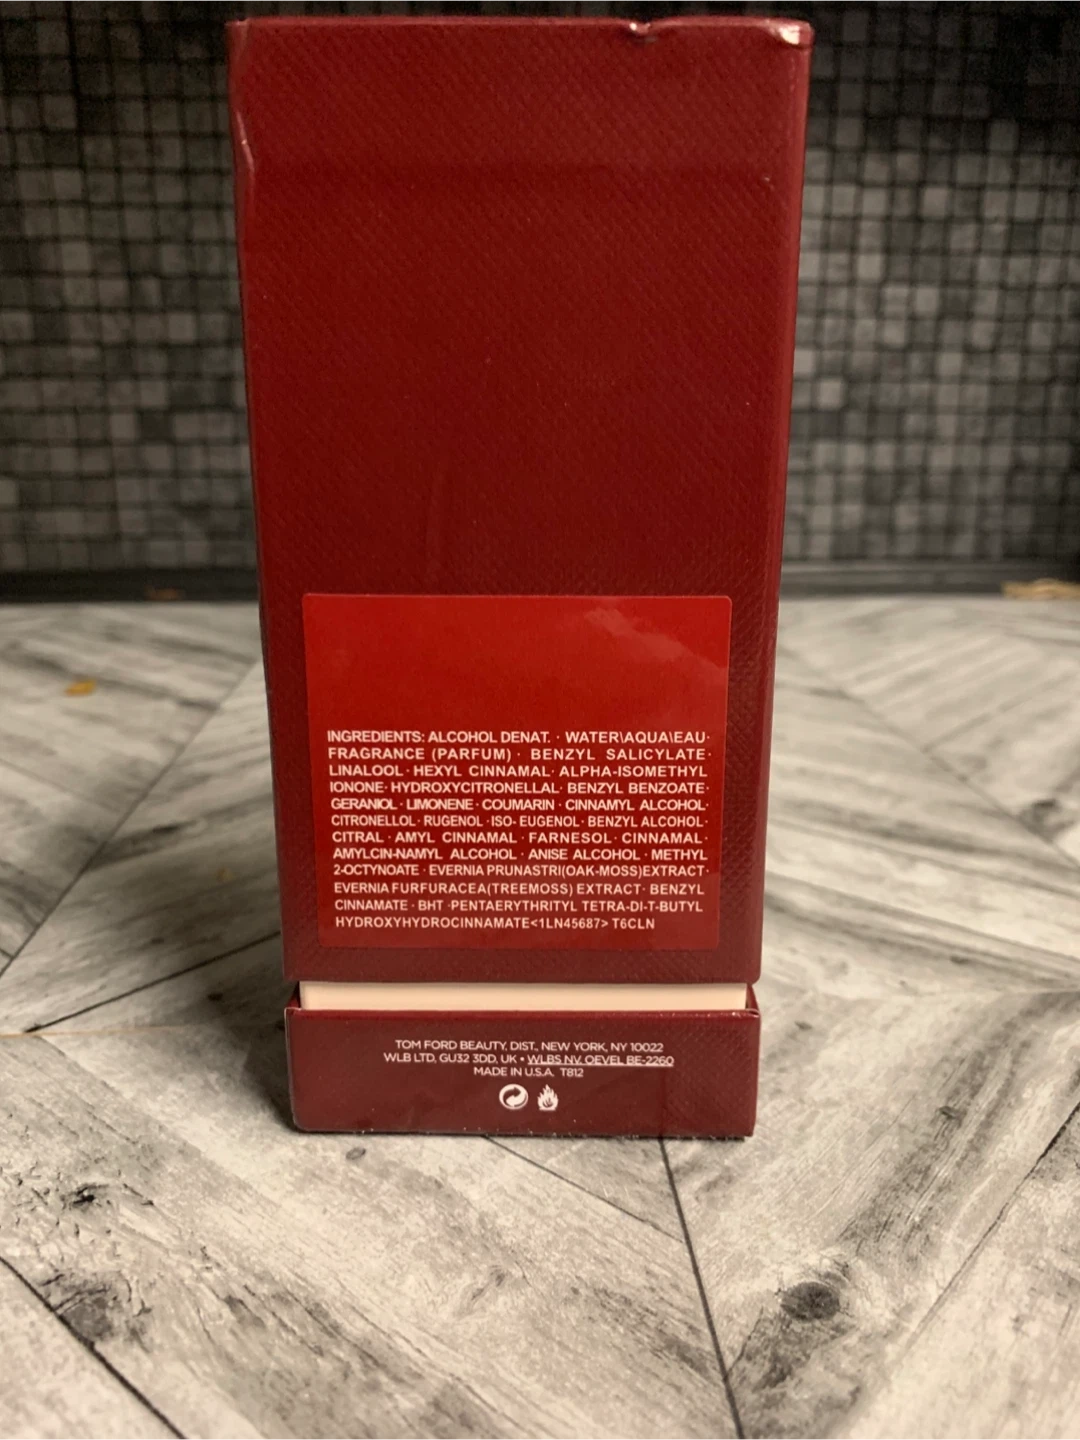 INGREDIENTS: ALCOHOL DENAT. · WATER\AQUA\EAU·
FRAGRANCE (PARFUM) · BENZYL SALICYLATE·
LINALOOL · HEXYL CINNAMAL · ALPHA-ISOMETHYL
IONONE· HYDROXYCITRONELLAL· BENZYL BENZOATE·
GERANIOL · LIMONENE · COUMARIN · CINNAMYL ALCOHOL·
CITRONELLOL · RUGENOL · ISO- EUGENOL · BENZYL ALCOHOL·
CITRAL · AMYL CINNAMAL · FARNESOL · CINNAMAL·
AMYLCIN-NAMYL ALCOHOL · ANISE ALCOHOL · METHYL
2-OCTYNOATE · EVERNIA PRUNASTRI(OAK-MOSS)EXTRACT·
EVERNIA FURFURACEA(TREEMOSS) EXTRACT· BENZYL
CINNAMATE · BHT ·PENTAERYTHRITYL TETRA-DI-T-BUTYL
HYDROXYHYDROCINNAMATE<1LN45687> T6CLN
TOM FORD BEAUTY, DIST., NEW YORK, NY 10022
WLB LTD, GU32 3DD, UK • WLBS NV. OEVEL BE-2260
MADE IN U.S.A. T812